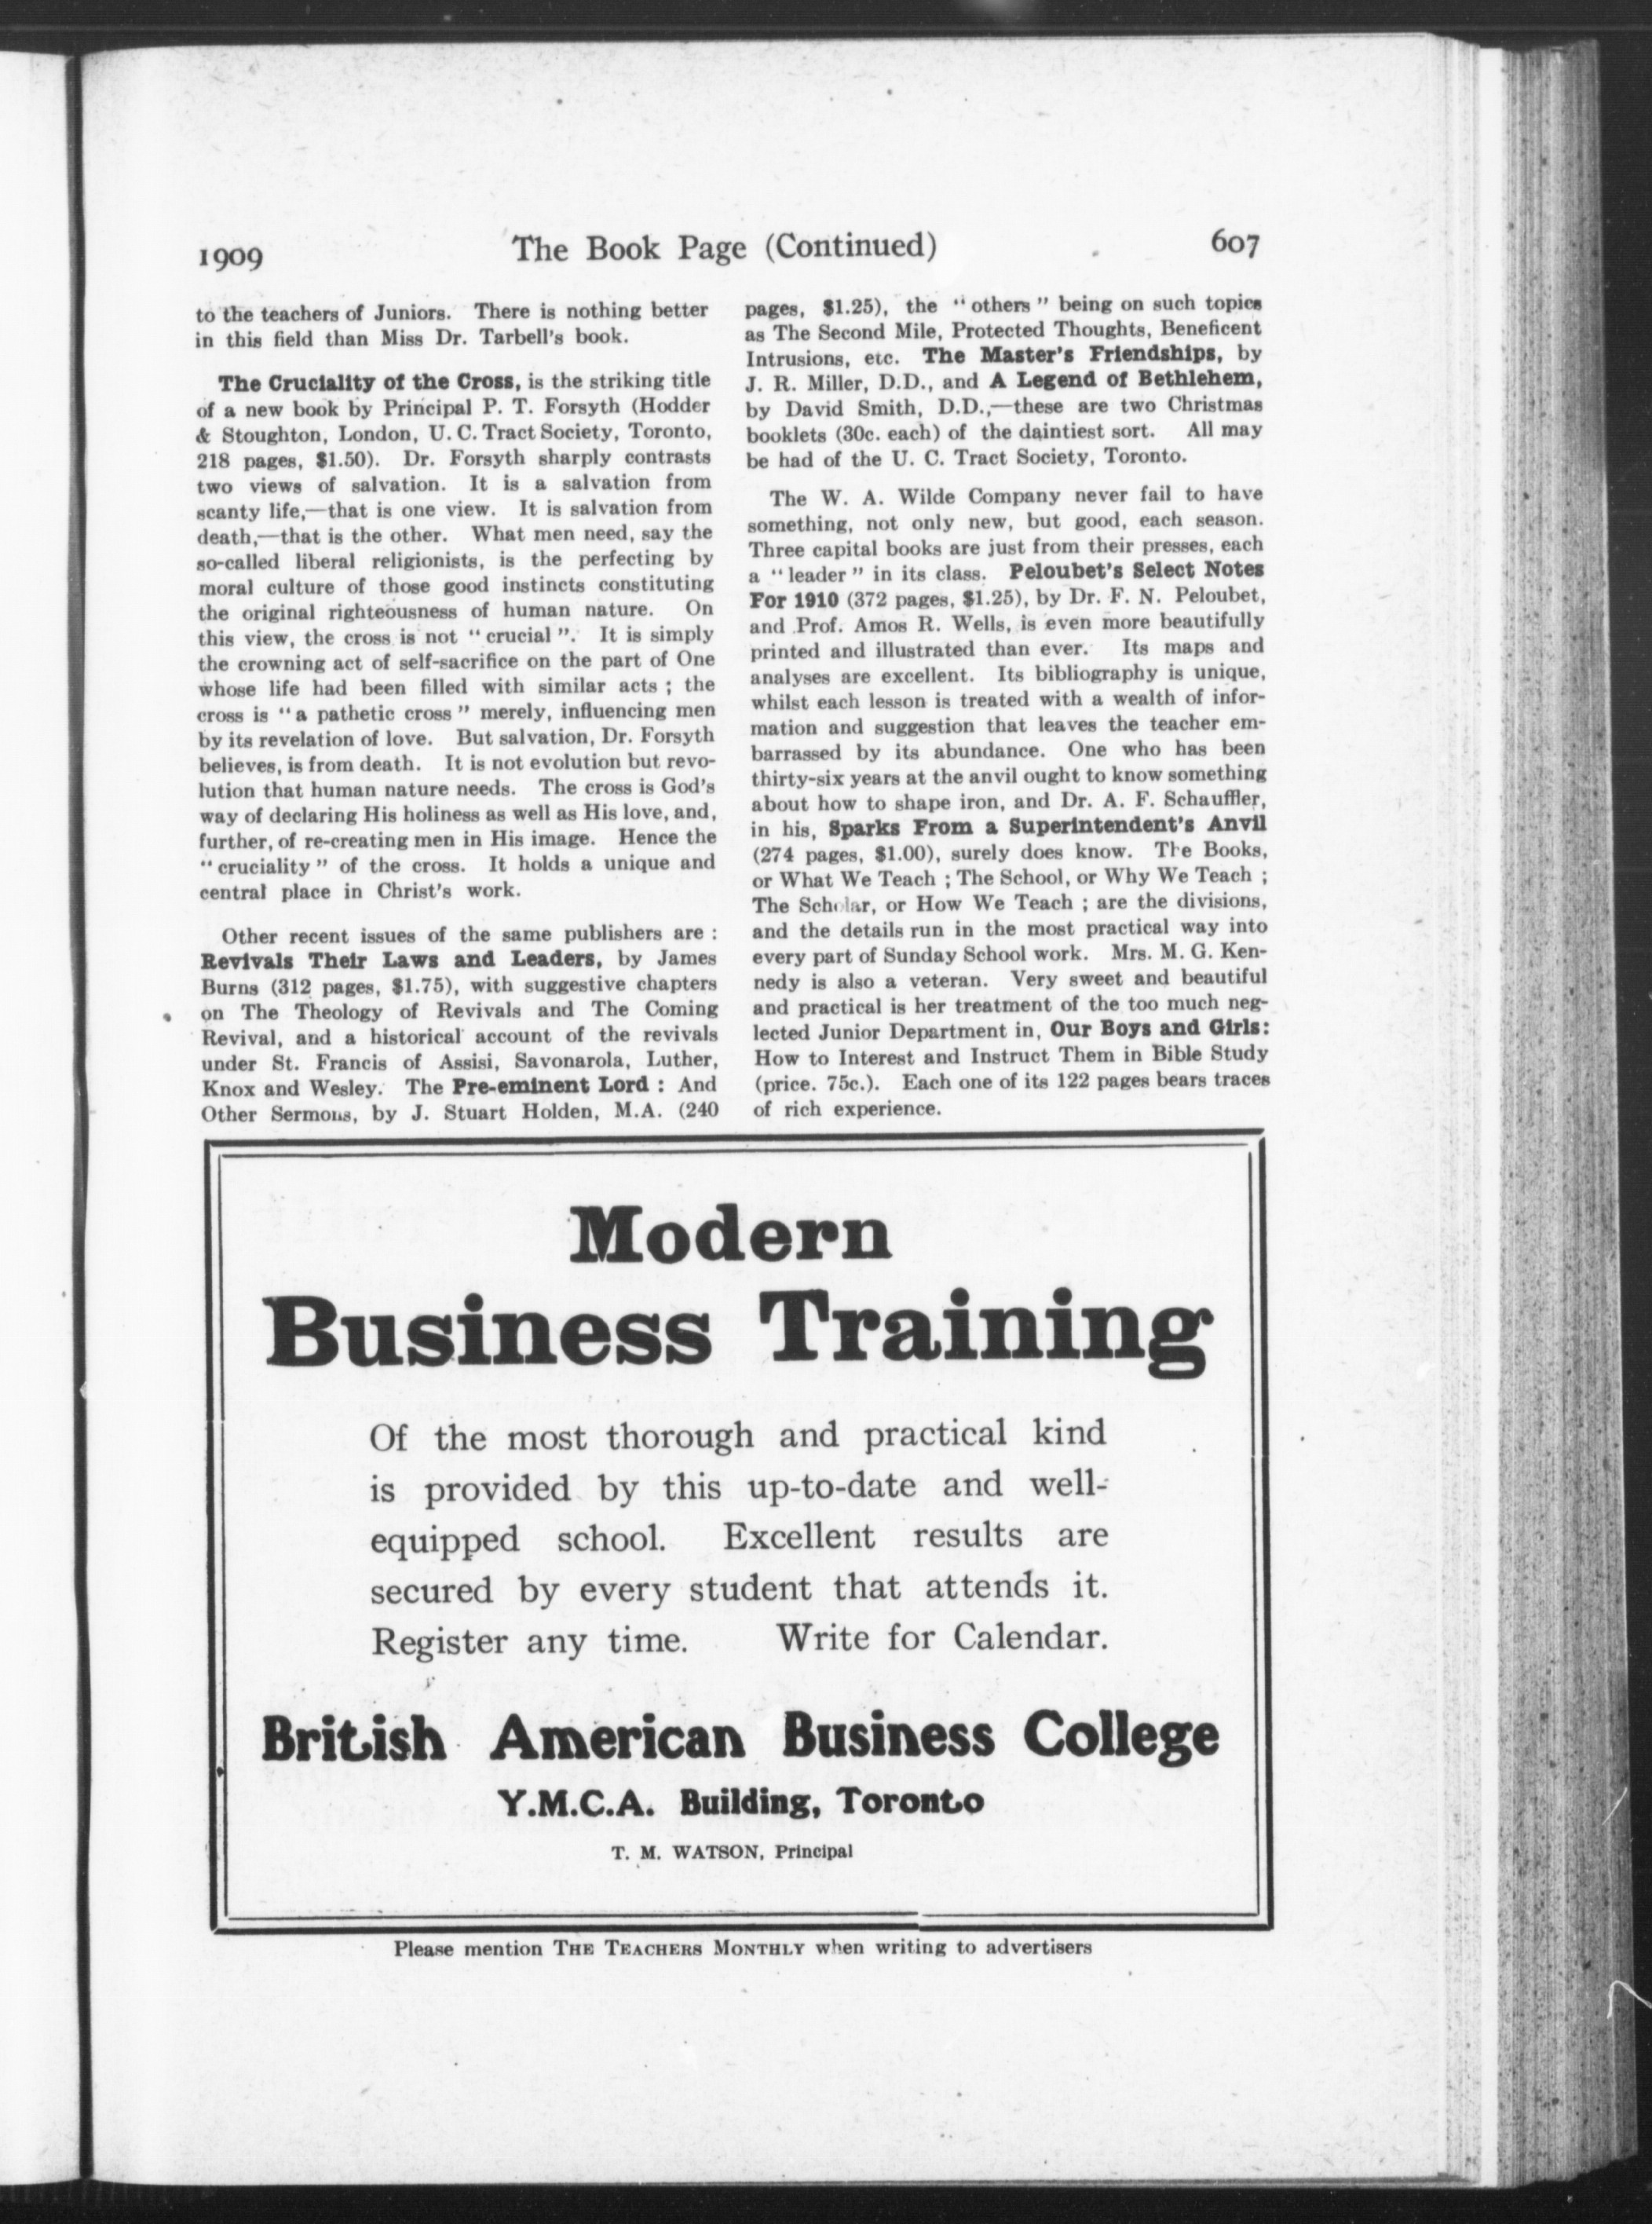 1909
The Book Page (Continued)
607
to the teachers of Juniors. There is nothing better
in this field than Miss Dr. Tarbell's book.
The Cruciality of the Cross, is the striking title
of a new book by Principal P. T. Forsyth (Hodder
& Stoughton, London, U. C. Tract Society, Toronto,
218 pages, $1.50). Dr. Forsyth sharply contrasts
two views of salvation. It is a salvation from
scanty life,—that is one view. It is salvation from
death,—that is the other. What men need, say the
so-called liberal religionists, is the perfecting by
moral culture of those good instincts constituting
the original righteousness of human nature. On
this view, the cross is not "crucial". It is simply
the crowning act of self-sacrifice on the part of One
whose life had been filled with similar acts ; the
cross is "a pathetic cross" merely, influencing men
by its revelation of love. But salvation, Dr. Forsyth
believes, is from death. It is not evolution but revo-
lution that human nature needs. The cross is God's
way of declaring His holiness as well as His love, and,
further, of re-creating men in His image. Hence the
"cruciality" of the cross. It holds a unique and
central place in Christ's work.
Other recent issues of the same publishers are :
Revivals Their Laws and Leaders, by James
Burns (312 pages, $1.75), with suggestive chapters
on The Theology of Revivals and The Coming
Revival, and a historical account of the revivals
under St. Francis of Assisi, Savonarola, Luther,
Knox and Wesley. The Pre-eminent Lord : And
Other Sermons, by J. Stuart Holden, M.A. (240
pages, $1.25), the "others" being on such topics
as The Second Mile, Protected Thoughts, Beneficent
Intrusions, etc. The Master's Friendships, by
J. R. Miller, D.D., and A Legend of Bethlehem,
by David Smith, D.D.,—these are two Christmas
booklets (30c. each) of the daintiest sort. All may
be had of the U. C. Tract Society, Toronto.
The W. A. Wilde Company never fail to have
something, not only new, but good, each season.
Three capital books are just from their presses, each
a "leader" in its class. Peloubet's Select Notes
For 1910 (372 pages, $1.25), by Dr. F. N. Peloubet,
and Prof. Amos R. Wells, is even more beautifully
printed and illustrated than ever. Its maps and
analyses are excellent. Its bibliography is unique,
whilst each lesson is treated with a wealth of infor-
mation and suggestion that leaves the teacher em-
barrassed by its abundance. One who has been
thirty-six years at the anvil ought to know something
about how to shape iron, and Dr. A. F. Schauffler,
in his, Sparks From a Superintendent's Anvil
(274 pages, $1.00), surely does know. The Books,
or What We Teach ; The School, or Why We Teach ;
The Scholar, or How We Teach ; are the divisions,
and the details run in the most practical way into
every part of Sunday School work. Mrs. M. G. Ken-
nedy is also a veteran. Very sweet and beautiful
and practical is her treatment of the too much neg-
lected Junior Department in, Our Boys and Girls:
How to Interest and Instruct Them in Bible Study
(price. 75c.). Each one of its 122 pages bears traces
of rich experience.
Modern
Business Training
Of the most thorough and practical kind
is provided by this up-to-date and well-
equipped school. Excellent results are
secured by every student that attends it.
Register any time. Write for Calendar.
British American Business College
Y.M.C.A. Building, Toronto
T. M. WATSON, Principal
Please mention THE TEACHERS MONTHLY when writing to advertisers